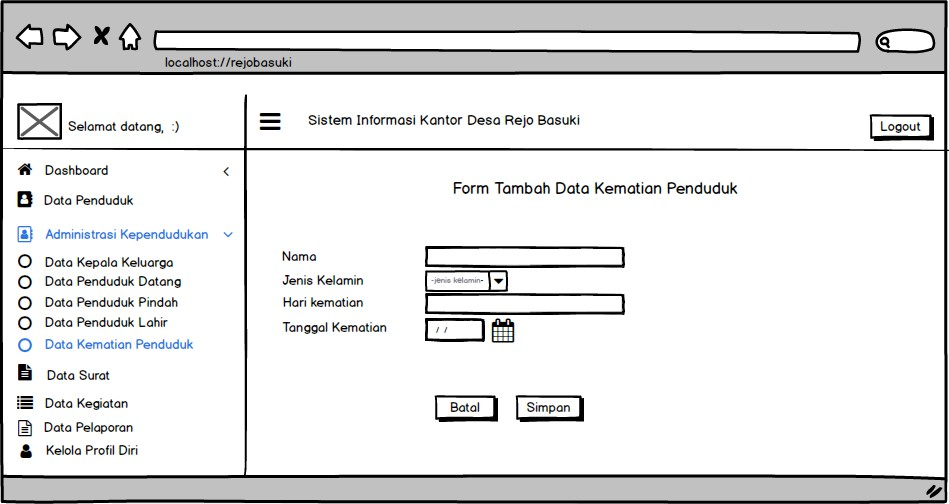 localhost://rejobasuki
Selamat datang, :)
Sistem Informasi Kantor Desa Rejo Basuki
Logout
Dashboard
Data Penduduk
Administrasi Kependudukan
Data Kepala Keluarga
Data Penduduk Datang
Data Penduduk Pindah
Data Penduduk Lahir
Data Kematian Penduduk
Data Surat
Data Kegiatan
Data Pelaporan
Kelola Profil Diri
Form Tambah Data Kematian Penduduk
Nama
Jenis Kelamin -jenis kelamin-
Hari kematian
Tanggal Kematian / /
Batal Simpan